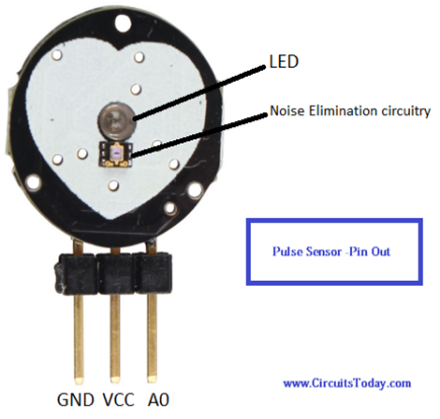 LED
Noise Elimination circuitry
Pulse Sensor -Pin Out
www.CircuitsToday.com
GND VCC A0